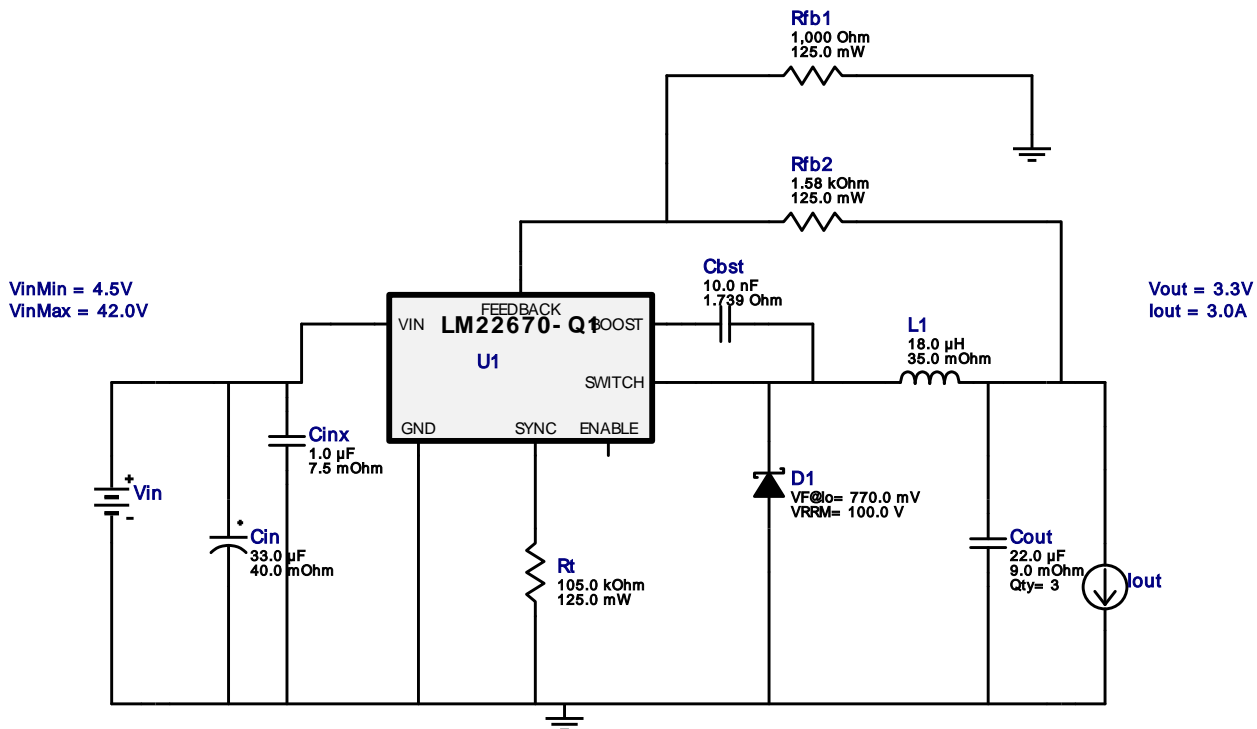 Rfb1
1,000 Ohm
125.0 mW
Rfb2
1.58 kOhm
125.0 mW
VinMin = 4.5V
VinMax = 42.0V
Cbst
10.0 nF
1.739 Ohm
Vout = 3.3V
Iout = 3.0A
FEEDBACK
VIN
LM22670-Q1
BOOST
U1
SWITCH
GND
SYNC
ENABLE
L1
18.0 µH
35.0 mOhm
Cinx
1.0 µF
7.5 mOhm
+
Vin
-
+
Cin
33.0 µF
40.0 mOhm
Rt
105.0 kOhm
125.0 mW
D1
VF@Io= 770.0 mV
VRRM= 100.0 V
Cout
22.0 µF
9.0 mOhm
Qty= 3
Iout